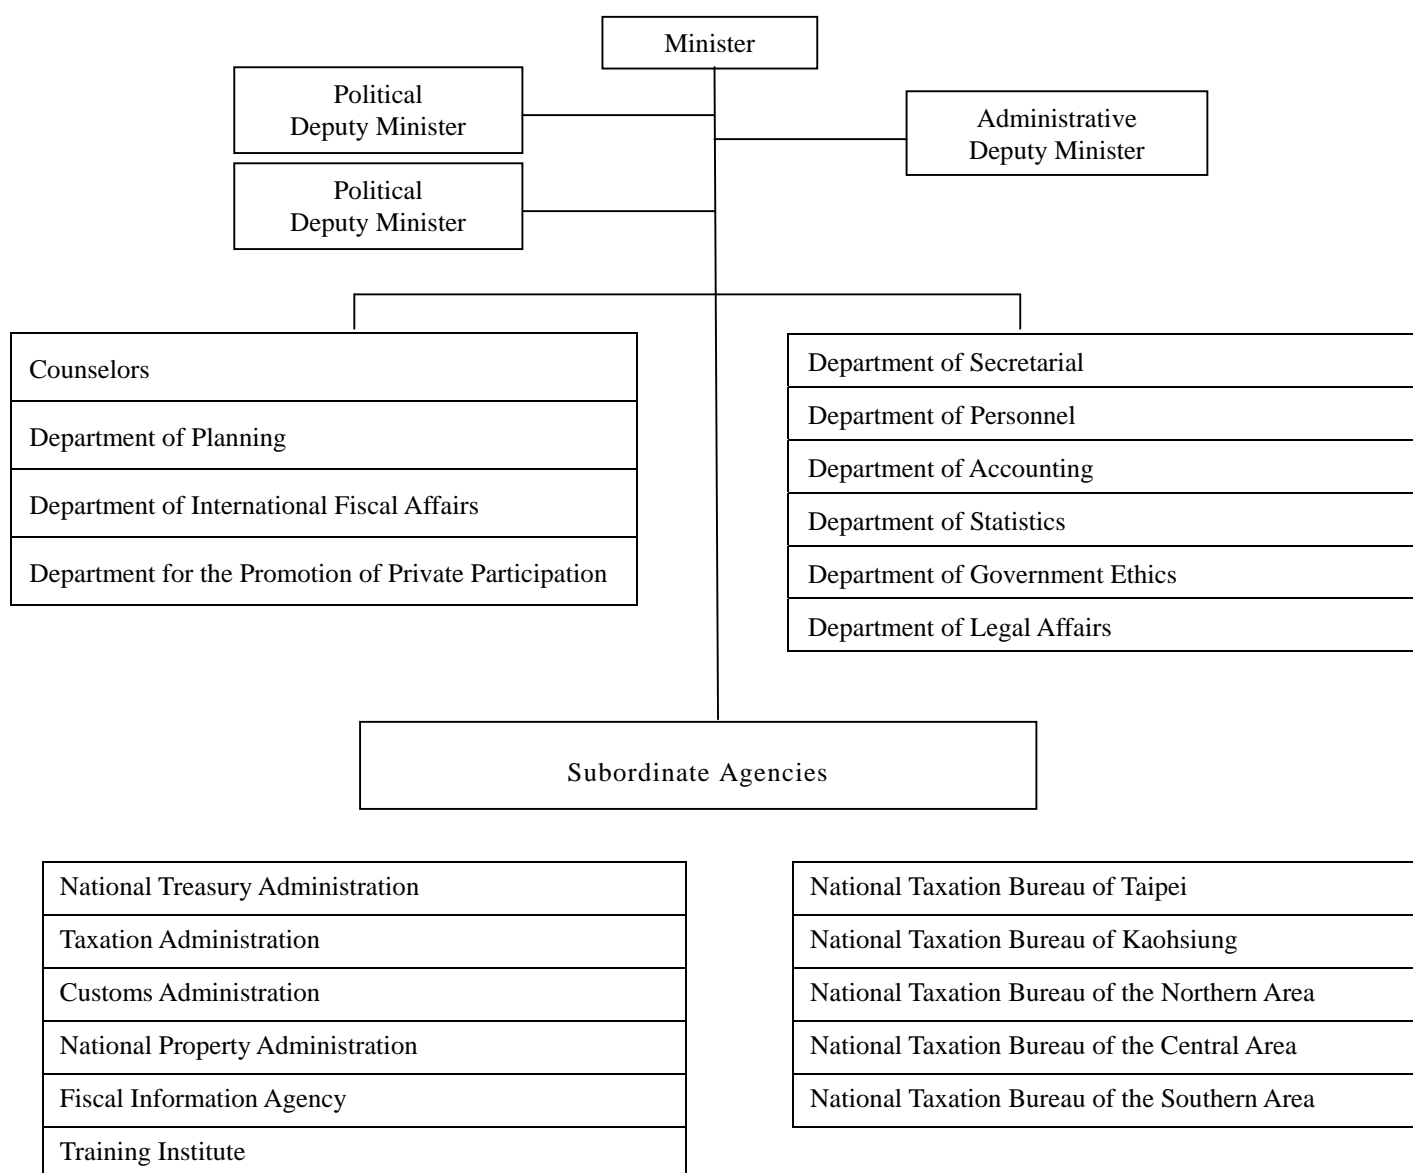 Minister
Political
Deputy Minister
Administrative
Deputy Minister
Political
Deputy Minister
Counselors
Department of Planning
Department of International Fiscal Affairs
Department for the Promotion of Private Participation
Department of Secretarial
Department of Personnel
Department of Accounting
Department of Statistics
Department of Government Ethics
Department of Legal Affairs
Subordinate Agencies
National Treasury Administration
Taxation Administration
Customs Administration
National Property Administration
Fiscal Information Agency
Training Institute
National Taxation Bureau of Taipei
National Taxation Bureau of Kaohsiung
National Taxation Bureau of the Northern Area
National Taxation Bureau of the Central Area
National Taxation Bureau of the Southern Area